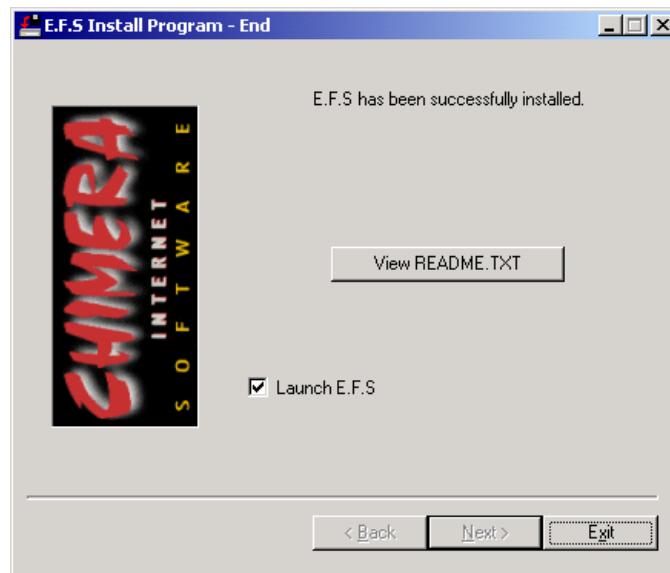 E.F.S Install Program - End
CHIMERA
INTERNET
SOFTWARE
E.F.S has been successfully installed.
View README.TXT
Launch E.F.S
< Back
Next >
Exit